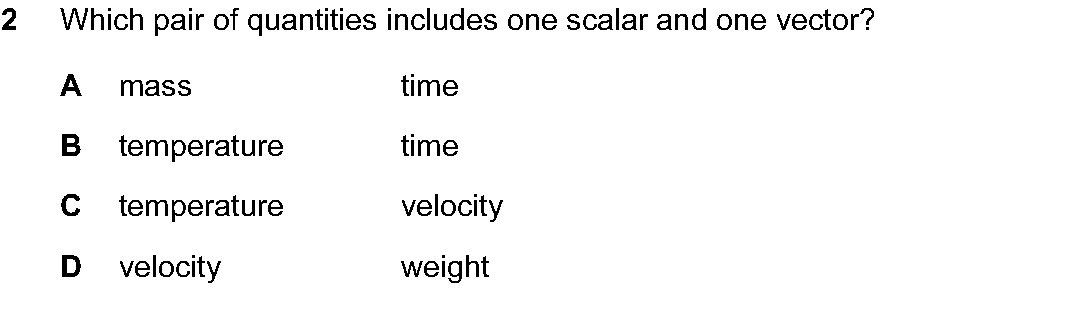 2 Which pair of quantities includes one scalar and one vector?
A mass time
B temperature time
C temperature velocity
D velocity weight